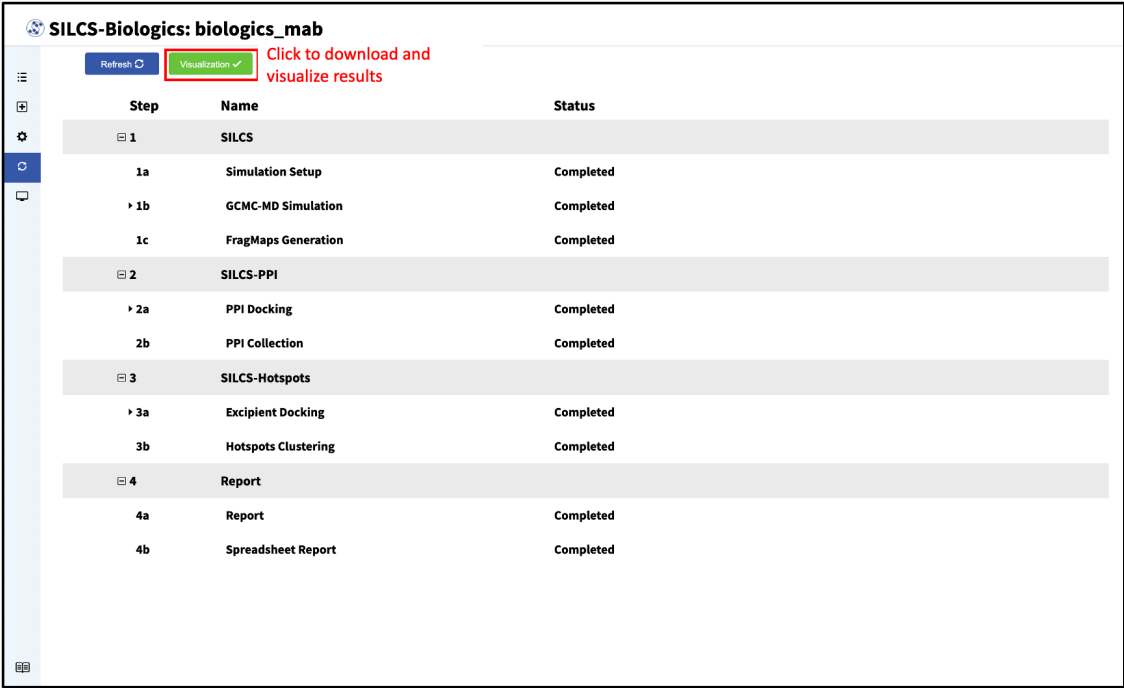 SILCS-Biologics: biologics_mab
Refresh
Visualization
Click to download and
visualize results
Step Name Status
1 SILCS
1a Simulation Setup Completed
1b GCMC-MD Simulation Completed
1c FragMaps Generation Completed
2 SILCS-PPI
2a PPI Docking Completed
2b PPI Collection Completed
3 SILCS-Hotspots
3a Excipient Docking Completed
3b Hotspots Clustering Completed
4 Report
4a Report Completed
4b Spreadsheet Report Completed